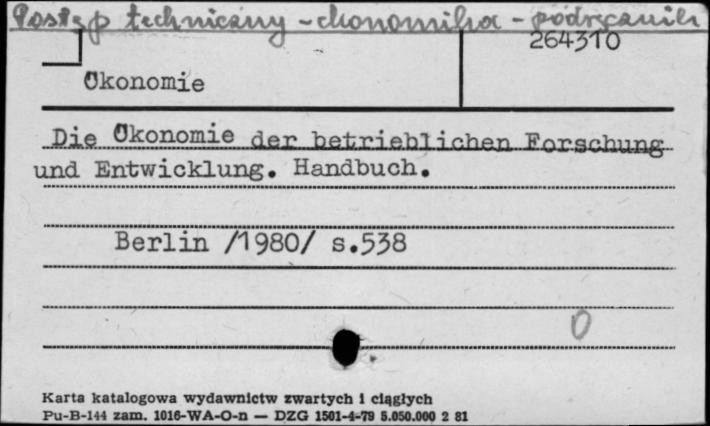 Postęp techniczny - ekonomika - podręczniki
264310
Ökonomie
Die Ökonomie der betrieblichen Forschung
und Entwicklung. Handbuch.
Berlin /1980/ s.538
0
Karta katalogowa wydawnictw zwartych i ciągłych
Pu-B-144 zam. 1016-WA-O-n — DZG 1501-4-79 5.050.000 2 81